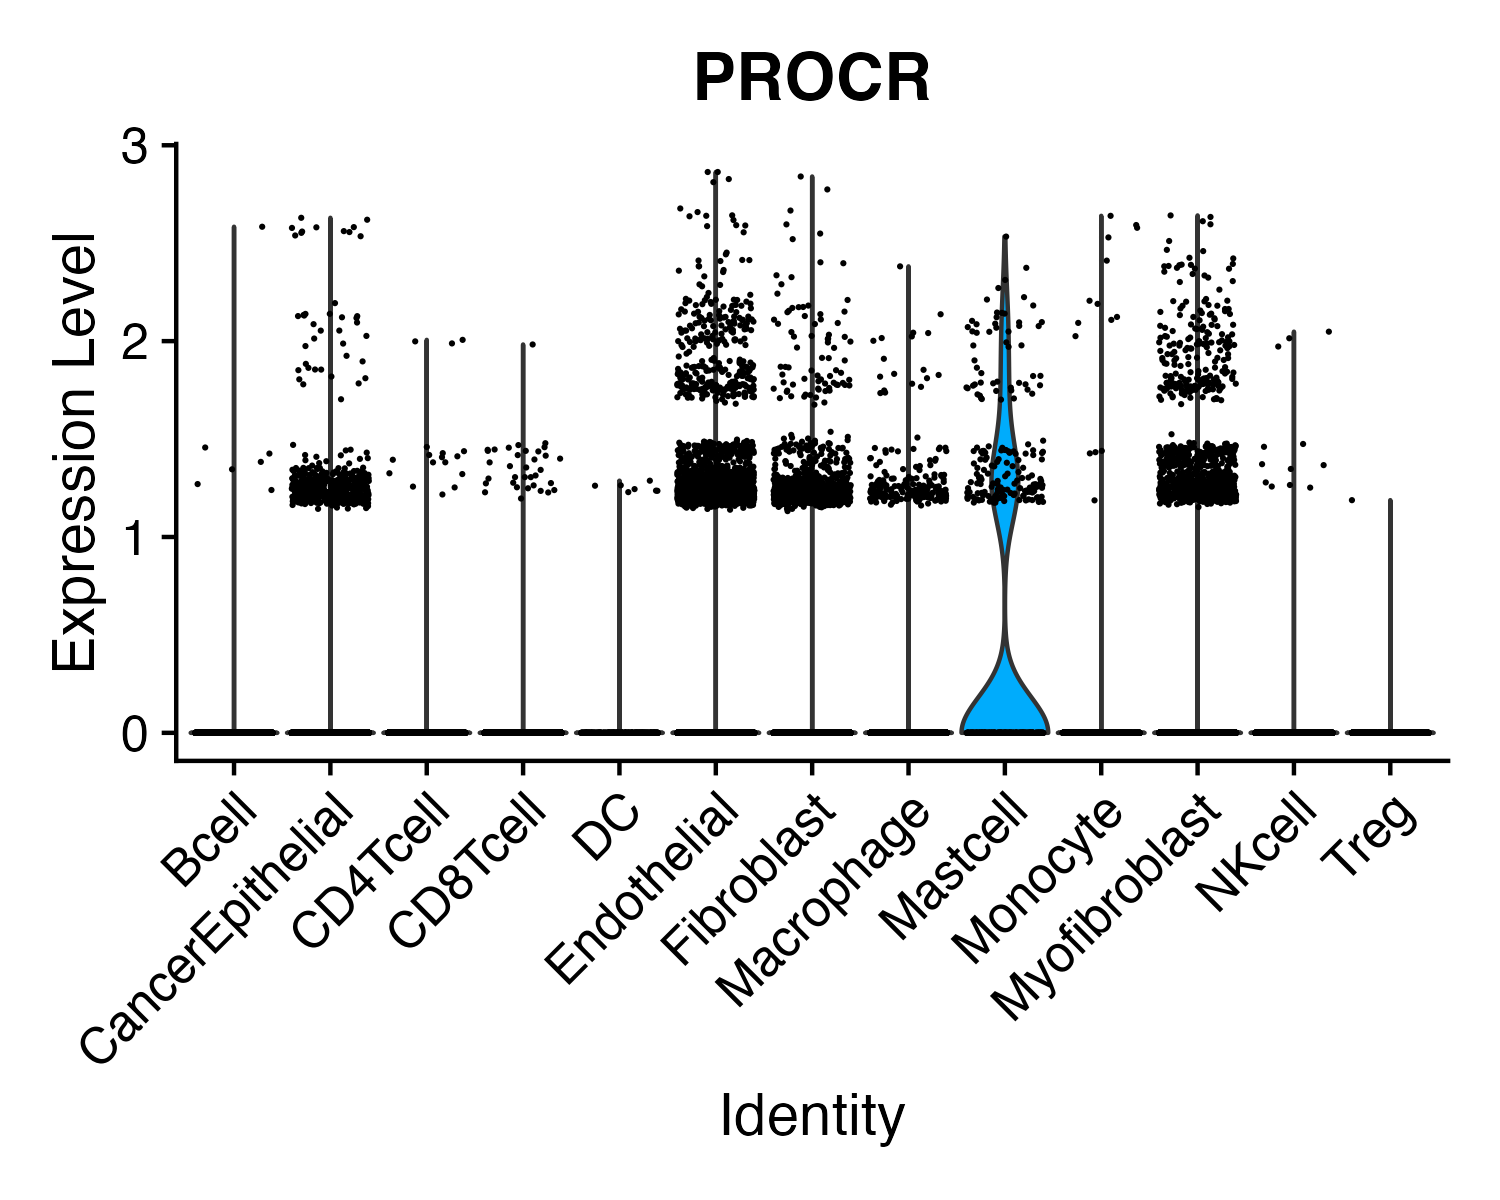 PROCR
Expression Level
3
2
1
0
Bcell
CancerEpithelial
CD4Tcell
CD8Tcell
DC
Endothelial
Fibroblast
Macrophage
Mastcell
Monocyte
Myofibroblast
NKcell
Treg
Identity